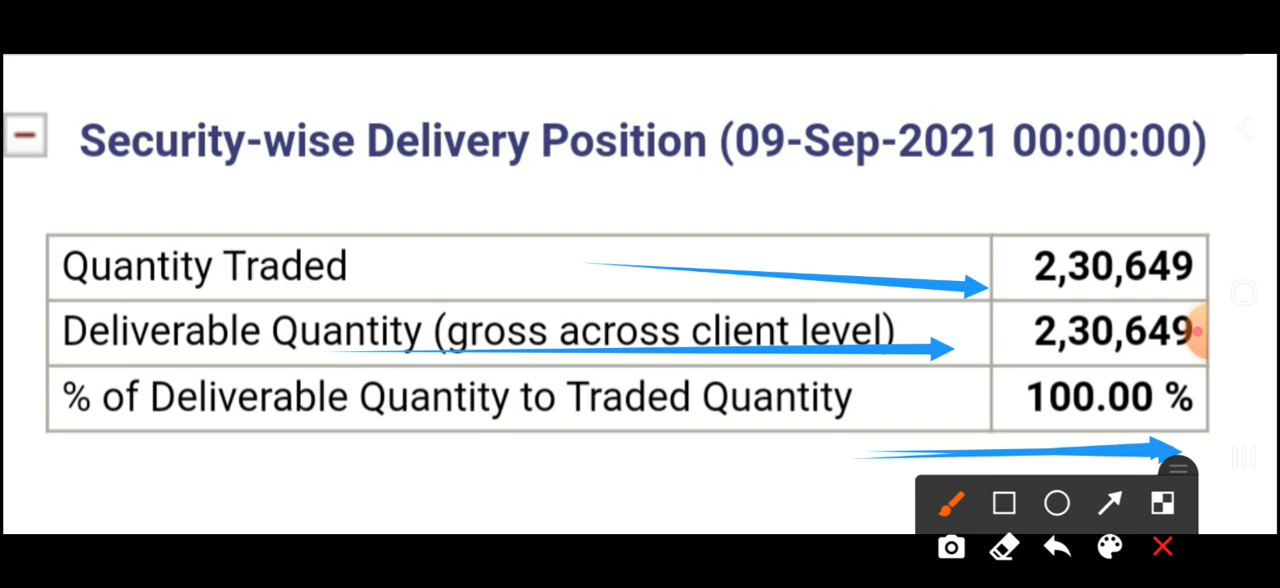 Security-wise Delivery Position (09-Sep-2021 00:00:00)
Quantity Traded 2,30,649
Deliverable Quantity (gross across client level) 2,30,649
% of Deliverable Quantity to Traded Quantity 100.00 %